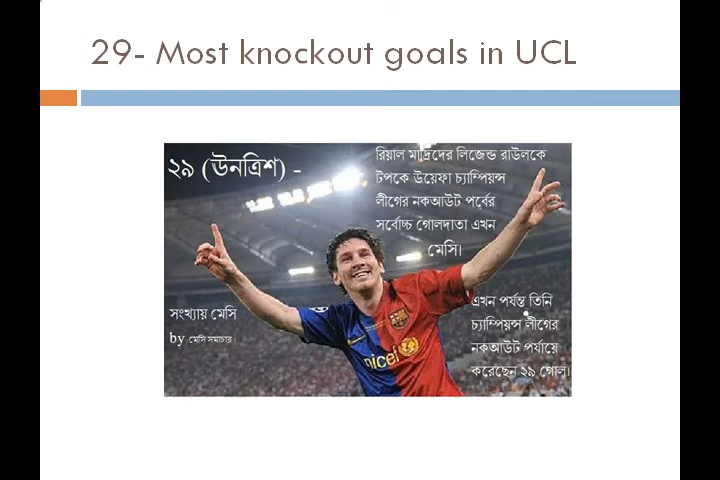 29- Most knockout goals in UCL
২৯ (ঊনত্রিশ) -
রিয়াল মাদ্রিদের লিজেন্ড রাউলকে
টপকে উয়েফা চ্যাম্পিয়ন্স
লীগের নকআউট পর্বের
সর্বোচ্চ গোলদাতা এখন
মেসি।
সংখ্যায় মেসি
by মেসি সমাচার।
এখন পর্যন্ত তিনি
চ্যাম্পিয়ন্স লীগের
নকআউট পর্যায়ে
করেছেন ২৯ গোল।
unicef